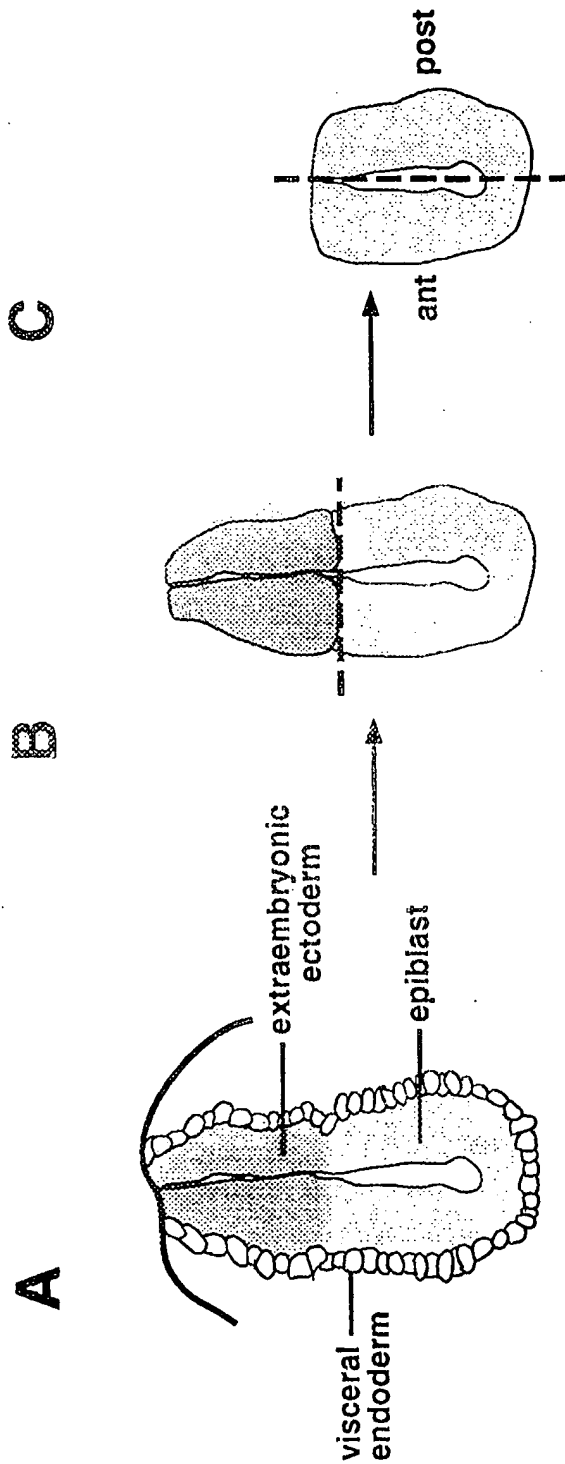 A
B
C
extraembryonic
ectoderm
epiblast
visceral
endoderm
ant
post